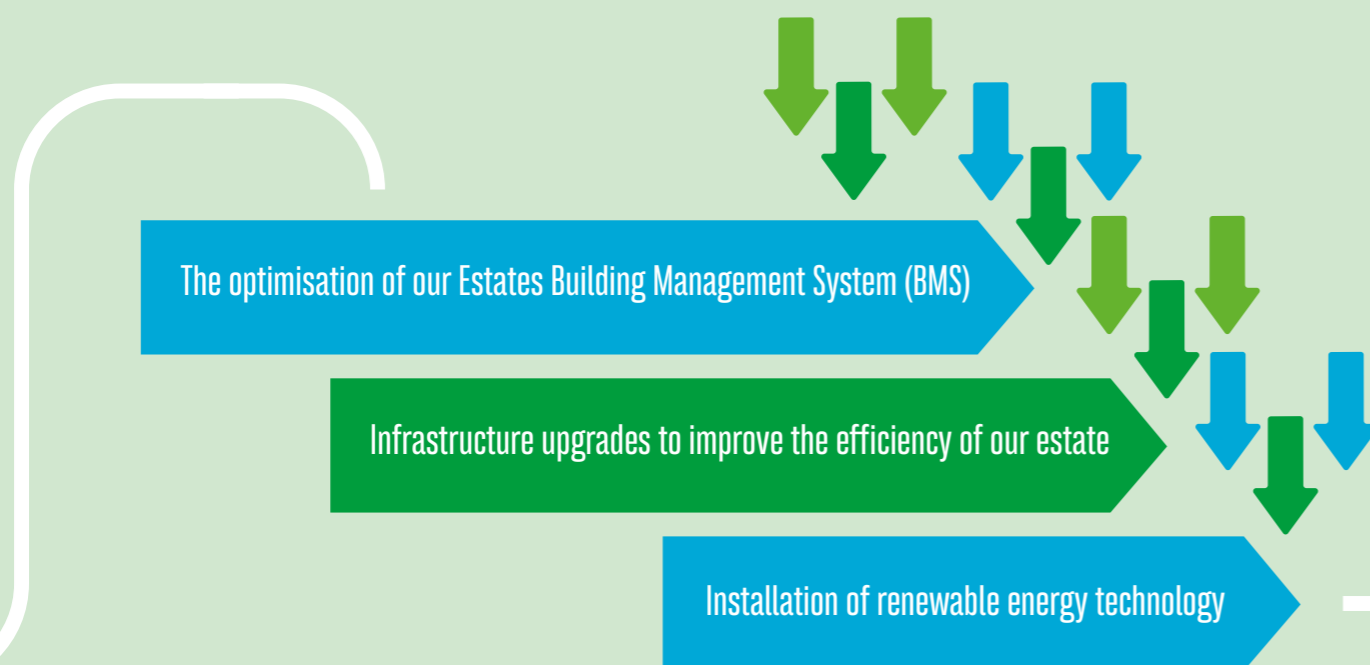 The optimisation of our Estates Building Management System (BMS)
Infrastructure upgrades to improve the efficiency of our estate
Installation of renewable energy technology